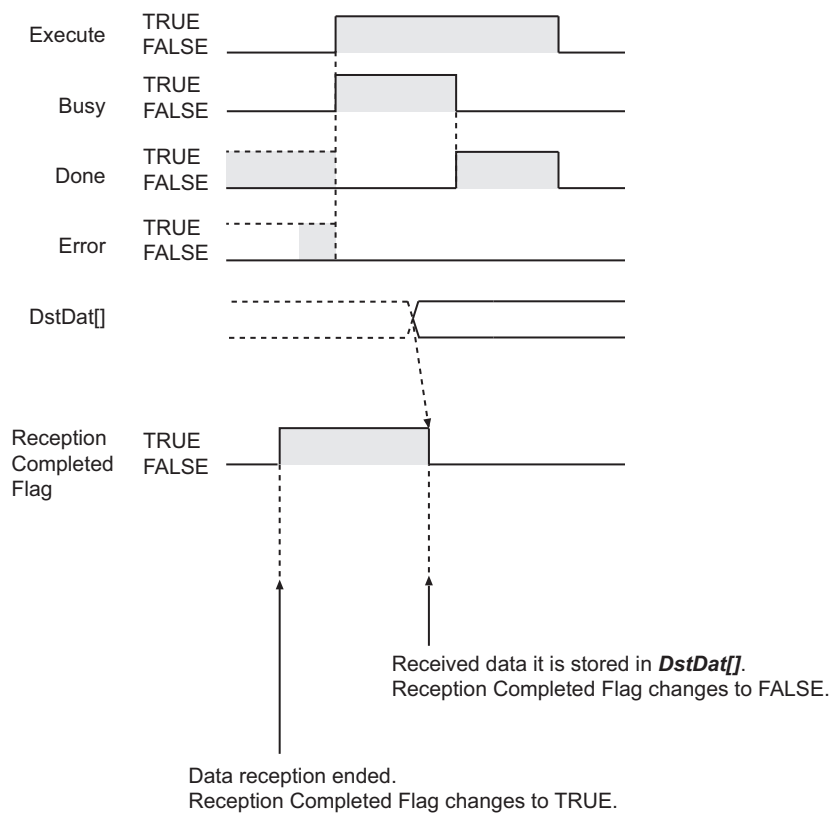 Execute TRUE
FALSE
Busy TRUE
FALSE
Done TRUE
FALSE
Error TRUE
FALSE
DstDat[]
Reception
Completed
Flag
TRUE
FALSE
Received data it is stored in DstDat[].
Reception Completed Flag changes to FALSE.
Data reception ended.
Reception Completed Flag changes to TRUE.